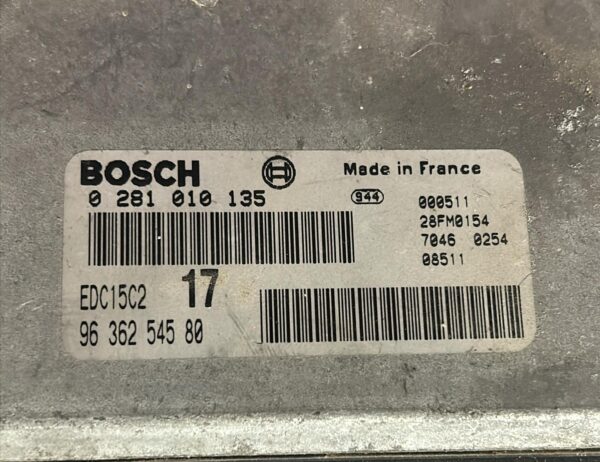 BOSCH
Made in France
0 281 010 135
944
000511
28FM0154
7046 0254
08511
EDC15C2
17
96 362 545 80